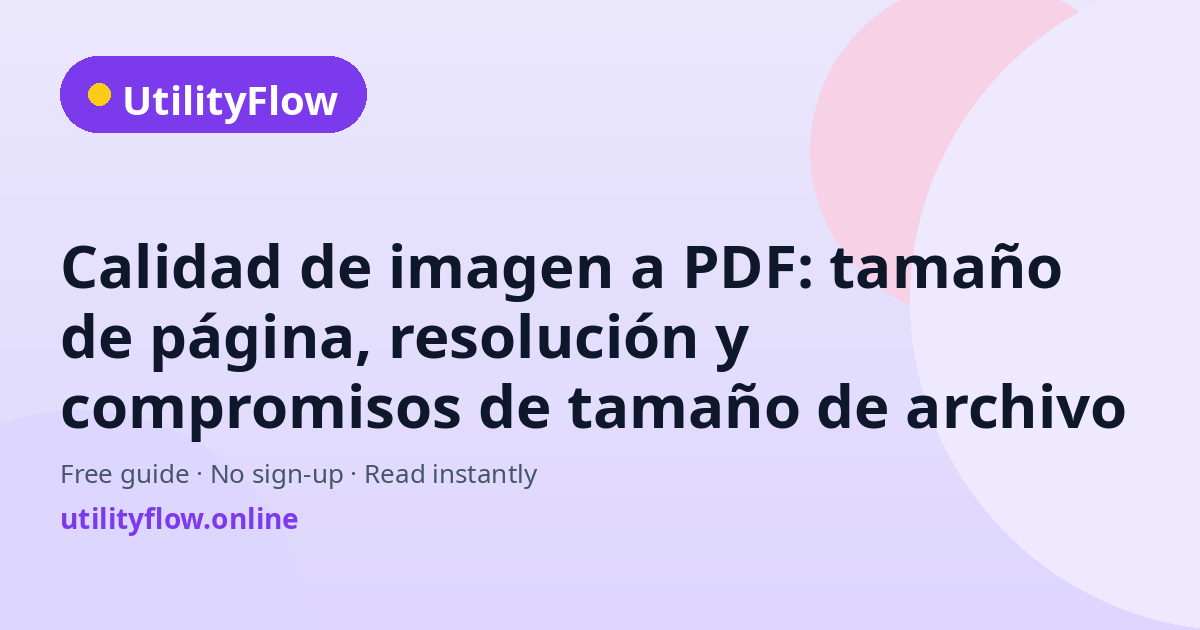 UtilityFlow
Calidad de imagen a PDF: tamaño
de página, resolución y
compromisos de tamaño de archivo
Free guide · No sign-up · Read instantly
utilityflow.online